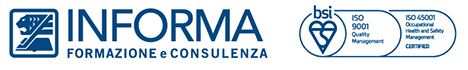 INFORMA
FORMAZIONE e CONSULENZA
bsi
ISO
9001
Quality
Management
ISO 45001
Occupational
Health and Safety
Management
CERTIFIED